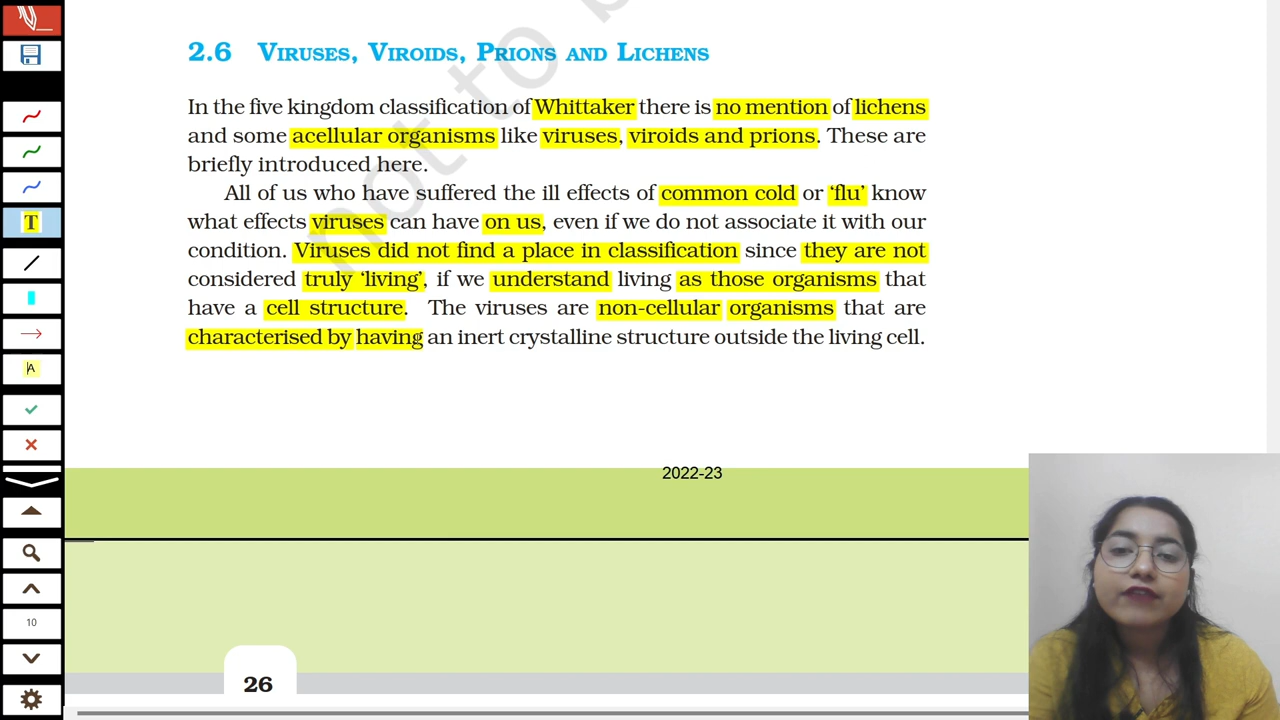 2.6 Viruses, Viroids, Prions and Lichens
not to b
In the five kingdom classification of Whittaker there is no mention of lichens
and some acellular organisms like viruses, viroids and prions. These are
briefly introduced here.
All of us who have suffered the ill effects of common cold or ‘flu’ know
what effects viruses can have on us, even if we do not associate it with our
condition. Viruses did not find a place in classification since they are not
considered truly ‘living’, if we understand living as those organisms that
have a cell structure. The viruses are non-cellular organisms that are
characterised by having an inert crystalline structure outside the living cell.
2022-23
26
T
A
10